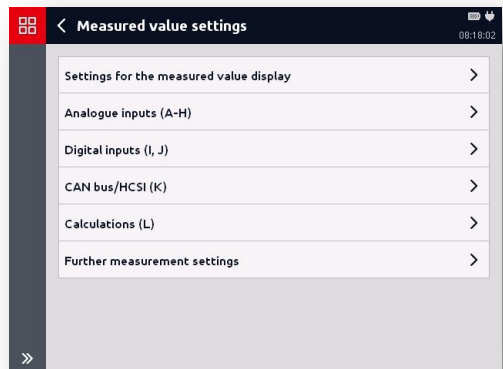 Measured value settings
08:18:02
Settings for the measured value display
Analogue inputs (A-H)
Digital inputs (I, J)
CAN bus/HCSI (K)
Calculations (L)
Further measurement settings